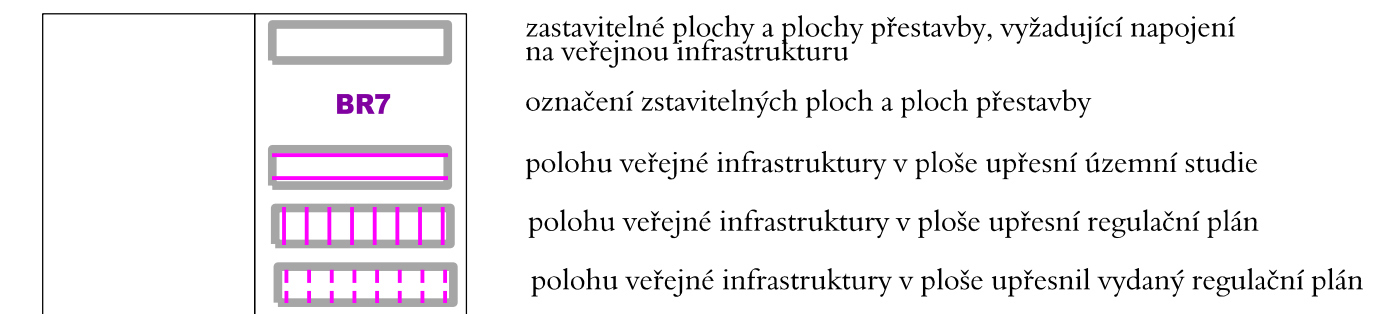 zastavitelné plochy a plochy přestavby, vyžadující napojení
na veřejnou infrastrukturu
BR7
označení zstavitelných ploch a ploch přestavby
polohu veřejné infrastruktury v ploše upřesní územní studie
polohu veřejné infrastruktury v ploše upřesní regulační plán
polohu veřejné infrastruktury v ploše upřesnil vydaný regulační plán